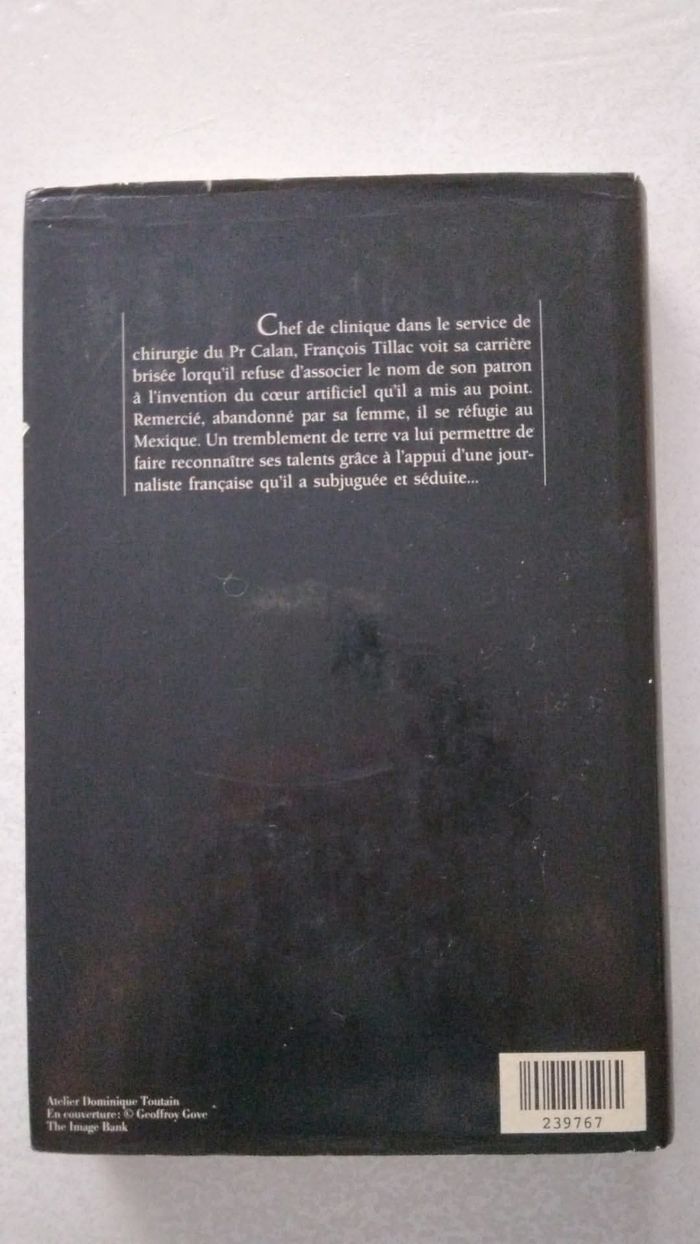 Chef de clinique dans le service de
chirurgie du Pr Calan, François Tillac voit sa carrière
brisée lorqu'il refuse d'associer le nom de son patron
à l'invention du cœur artificiel qu'il a mis au point.
Remercié, abandonné par sa femme, il se réfugie au
Mexique. Un tremblement de terre va lui permettre de
faire reconnaître ses talents grâce à l'appui d'une jour-
naliste française qu'il a subjuguée et séduite...
Atelier Dominique Toutain
En couverture: © Geoffroy Gove
The Image Bank
239767